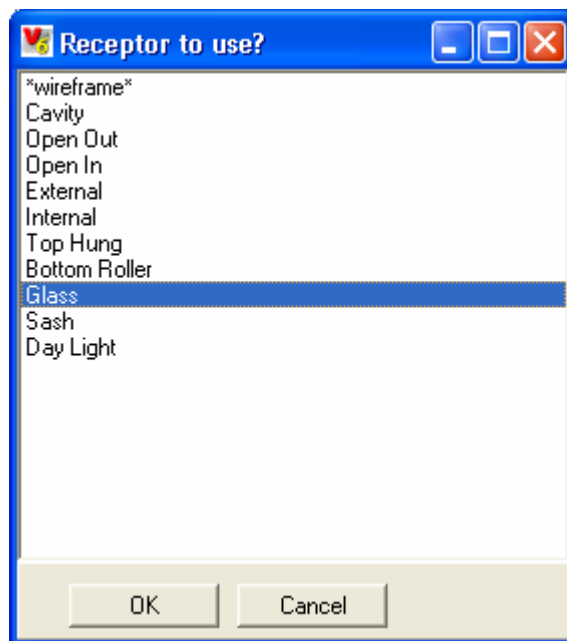 V6 Receptor to use?
*wireframe*
Cavity
Open Out
Open In
External
Internal
Top Hung
Bottom Roller
Glass
Sash
Day Light
OK Cancel